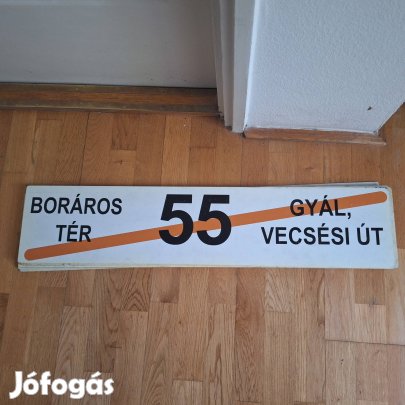 BORÁROS
TÉR
55
GYÁL,
VECSÉSI ÚT
Jófogás